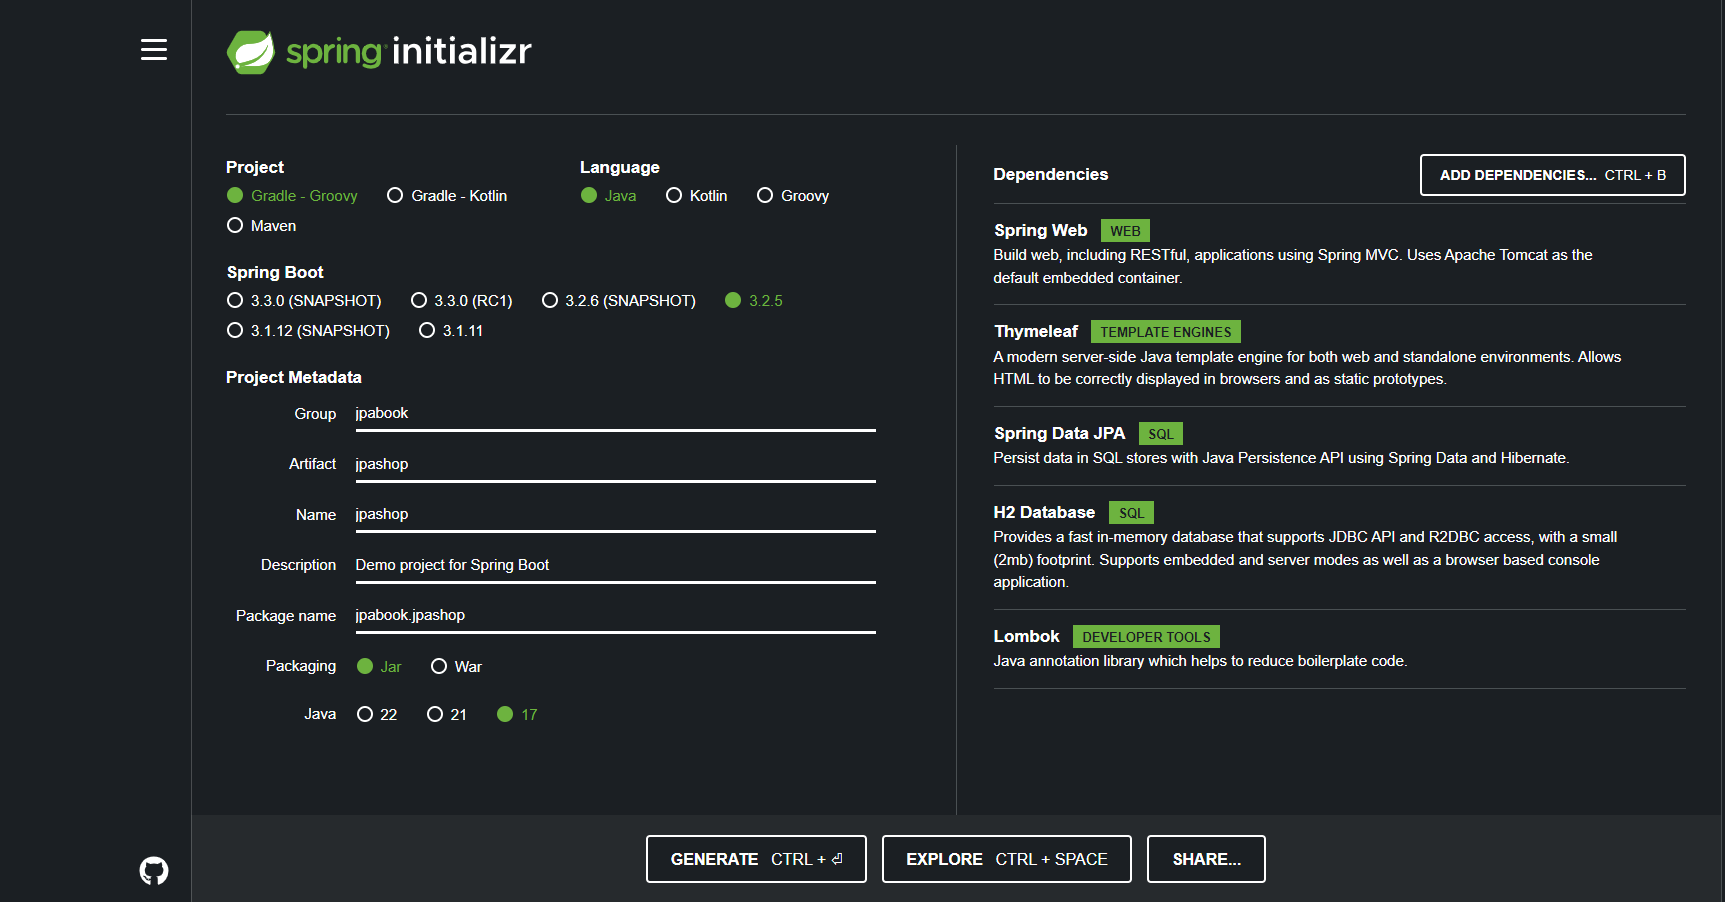 spring initializr
Project
Gradle - Groovy Gradle - Kotlin
Maven
Language
Java Kotlin Groovy
Spring Boot
3.3.0 (SNAPSHOT) 3.3.0 (RC1) 3.2.6 (SNAPSHOT) 3.2.5
3.1.12 (SNAPSHOT) 3.1.11
Project Metadata
Group jpabook
Artifact jpashop
Name jpashop
Description Demo project for Spring Boot
Package name jpabook.jpashop
Packaging Jar War
Java 22 21 17
Dependencies
ADD DEPENDENCIES... CTRL + B
Spring Web WEB
Build web, including RESTful, applications using Spring MVC. Uses Apache Tomcat as the
default embedded container.
Thymeleaf TEMPLATE ENGINES
A modern server-side Java template engine for both web and standalone environments. Allows
HTML to be correctly displayed in browsers and as static prototypes.
Spring Data JPA SQL
Persist data in SQL stores with Java Persistence API using Spring Data and Hibernate.
H2 Database SQL
Provides a fast in-memory database that supports JDBC API and R2DBC access, with a small
(2mb) footprint. Supports embedded and server modes as well as a browser based console
application.
Lombok DEVELOPER TOOLS
Java annotation library which helps to reduce boilerplate code.
GENERATE CTRL + ⏎
EXPLORE CTRL + SPACE
SHARE...